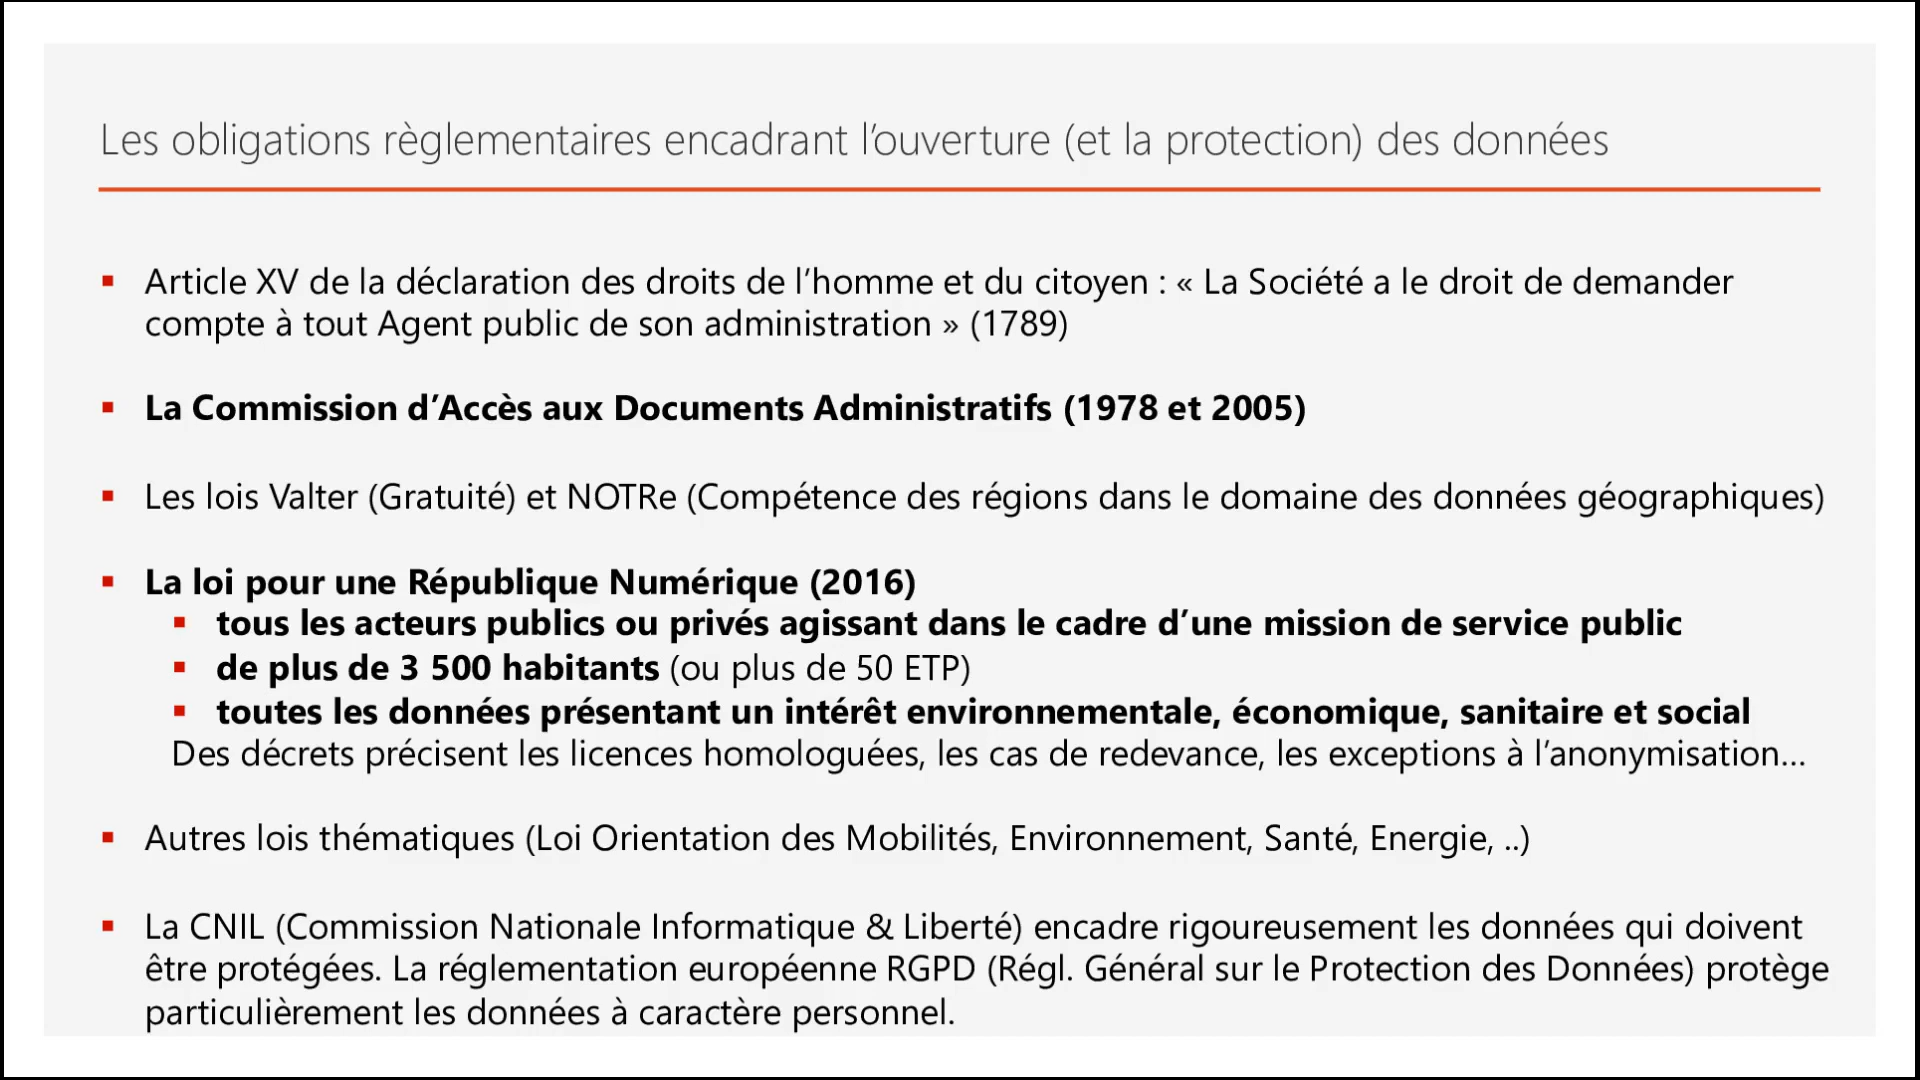 Les obligations règlementaires encadrant l’ouverture (et la protection) des données
▪ Article XV de la déclaration des droits de l’homme et du citoyen : « La Société a le droit de demander
compte à tout Agent public de son administration » (1789)
▪ La Commission d’Accès aux Documents Administratifs (1978 et 2005)
▪ Les lois Valter (Gratuité) et NOTRe (Compétence des régions dans le domaine des données géographiques)
▪ La loi pour une République Numérique (2016)
▪ tous les acteurs publics ou privés agissant dans le cadre d’une mission de service public
▪ de plus de 3 500 habitants (ou plus de 50 ETP)
▪ toutes les données présentant un intérêt environnementale, économique, sanitaire et social
Des décrets précisent les licences homologuées, les cas de redevance, les exceptions à l’anonymisation…
▪ Autres lois thématiques (Loi Orientation des Mobilités, Environnement, Santé, Energie, ..)
▪ La CNIL (Commission Nationale Informatique & Liberté) encadre rigoureusement les données qui doivent
être protégées. La réglementation européenne RGPD (Régl. Général sur le Protection des Données) protège
particulièrement les données à caractère personnel.